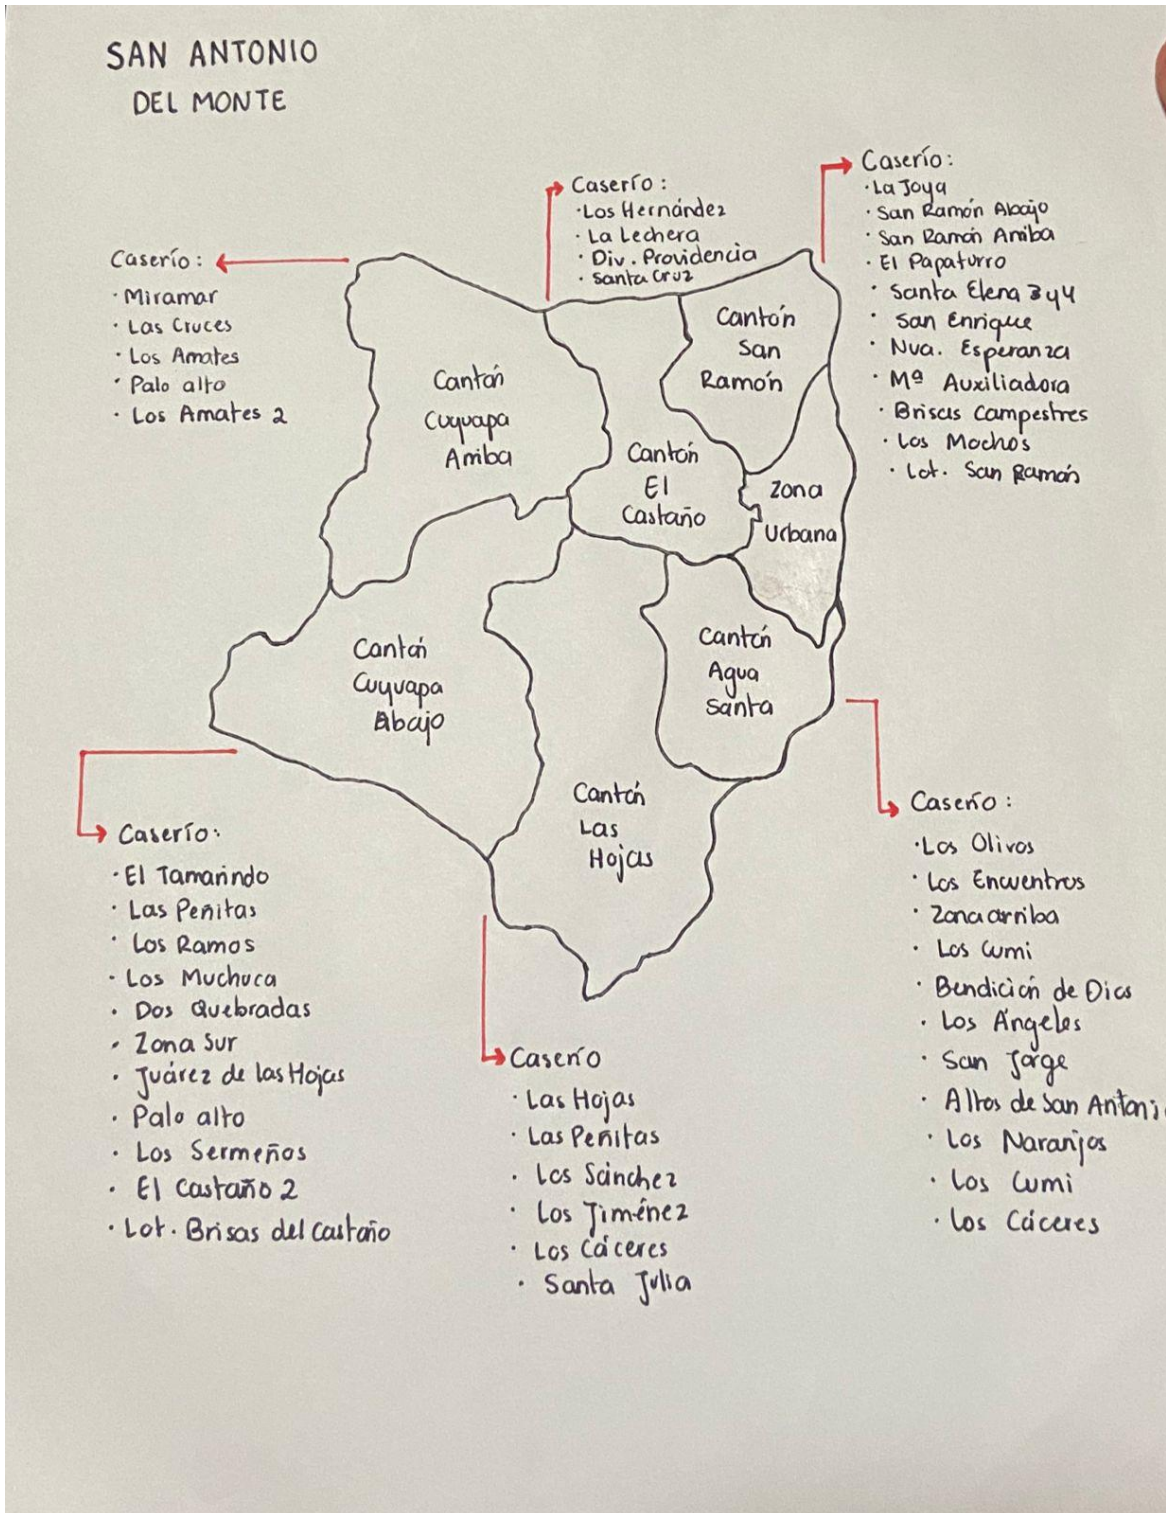 SAN ANTONIO
DEL MONTE
Caserío:
· Miramar
· Las Cruces
· Los Amates
· Palo alto
· Los Amates 2
Caserío:
· Los Hernández
· La Lechera
· Div. Providencia
· Santa Cruz
Caserío:
· La Joya
· San Ramón Abajo
· San Ramón Arriba
· El Papaturro
· Santa Elena 3 y 4
· San Enrique
· Nva. Esperanza
· Mª Auxiliadora
· Brisas Campestres
· Los Mochos
· Lot. San Ramón
Cantón
Cuyuapa
Arriba
Cantón
San
Ramón
Cantón
El
Castaño
Zona
Urbana
Cantón
Cuyuapa
Abajo
Cantón
Agua
Santa
Cantón
Las
Hojas
Caserío:
· El Tamarindo
· Las Peñitas
· Los Ramos
· Los Muchuca
· Dos Quebradas
· Zona Sur
· Juárez de las Hojas
· Palo alto
· Los Sermeños
· El Castaño 2
· Lot. Brisas del Castaño
Caserío
· Las Hojas
· Las Peñitas
· Los Sánchez
· Los Jiménez
· Los Cáceres
· Santa Julia
Caserío:
· Los Olivos
· Los Encuentros
· Zona arriba
· Los Cumi
· Bendición de Dios
· Los Ángeles
· San Jorge
· Altos de San Antoni
· Los Naranjos
· Los Cumi
· Los Cáceres